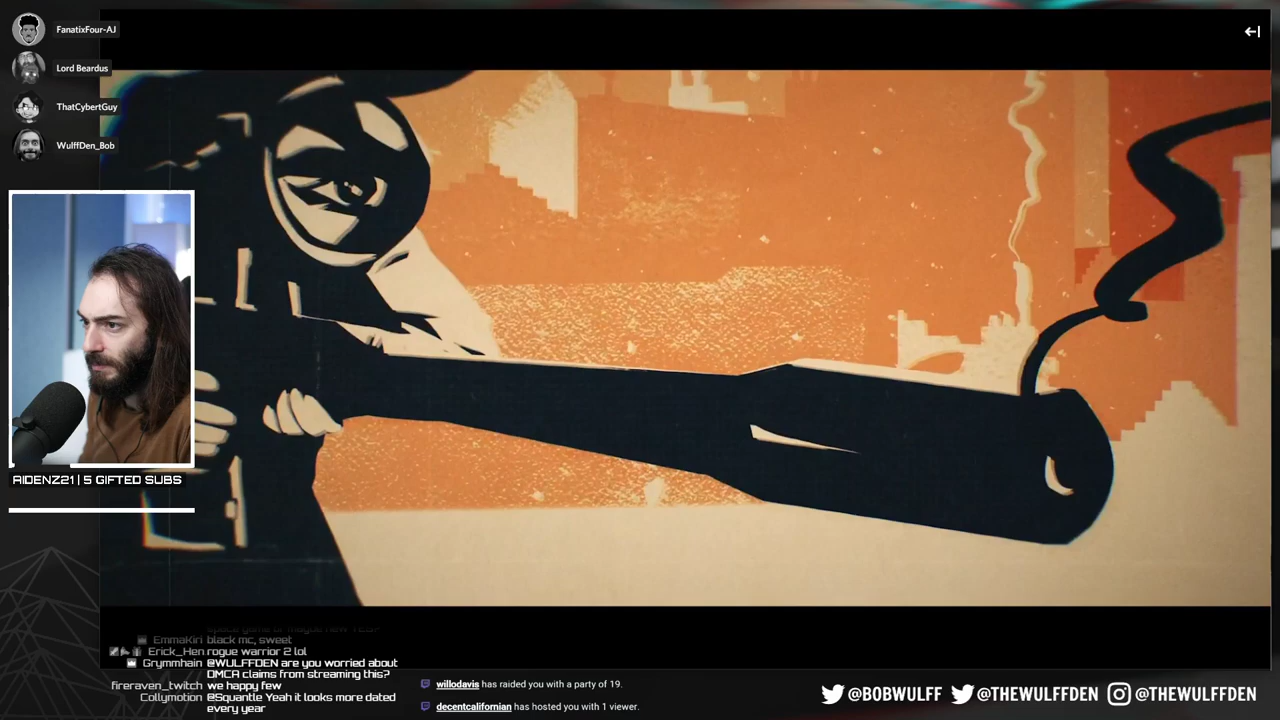 FanatixFour-AJ
Lord Beardus
ThatCybertGuy
WulffDen_Bob
AIDENZ21 | 5 GIFTED SUBS
EmmaKiri black mc, sweet
Erick_Hen rogue warrior 2 lol
Grymmhain @WULFFDEN are you worried about
DMCA claims from streaming this?
fireraven_twitch we happy few
Collymotion @Squantle Yeah it looks more dated
every year
willodavis has raided you with a party of 19.
decentcalifornian has hosted you with 1 viewer.
@BOBWULFF @THEWULFFDEN @THEWULFFDEN